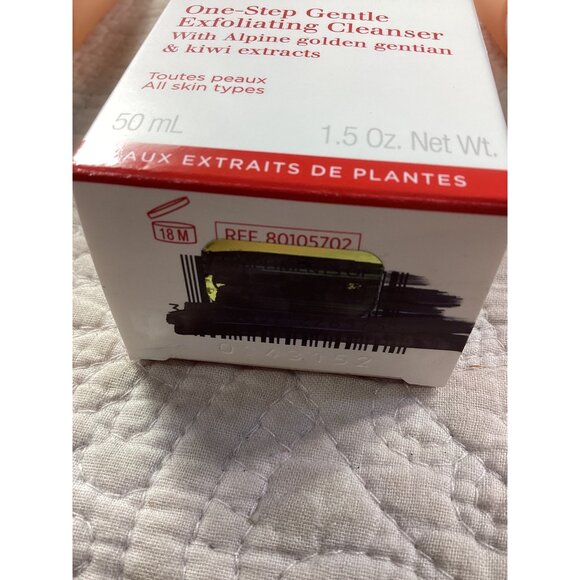 One-Step Gentle
Exfoliating Cleanser
With Alpine golden gentian
& kiwi extracts
Toutes peaux
All skin types
50 mL
1.5 Oz. Net Wt.
AUX EXTRAITS DE PLANTES
18 M
REF. 80105702
3